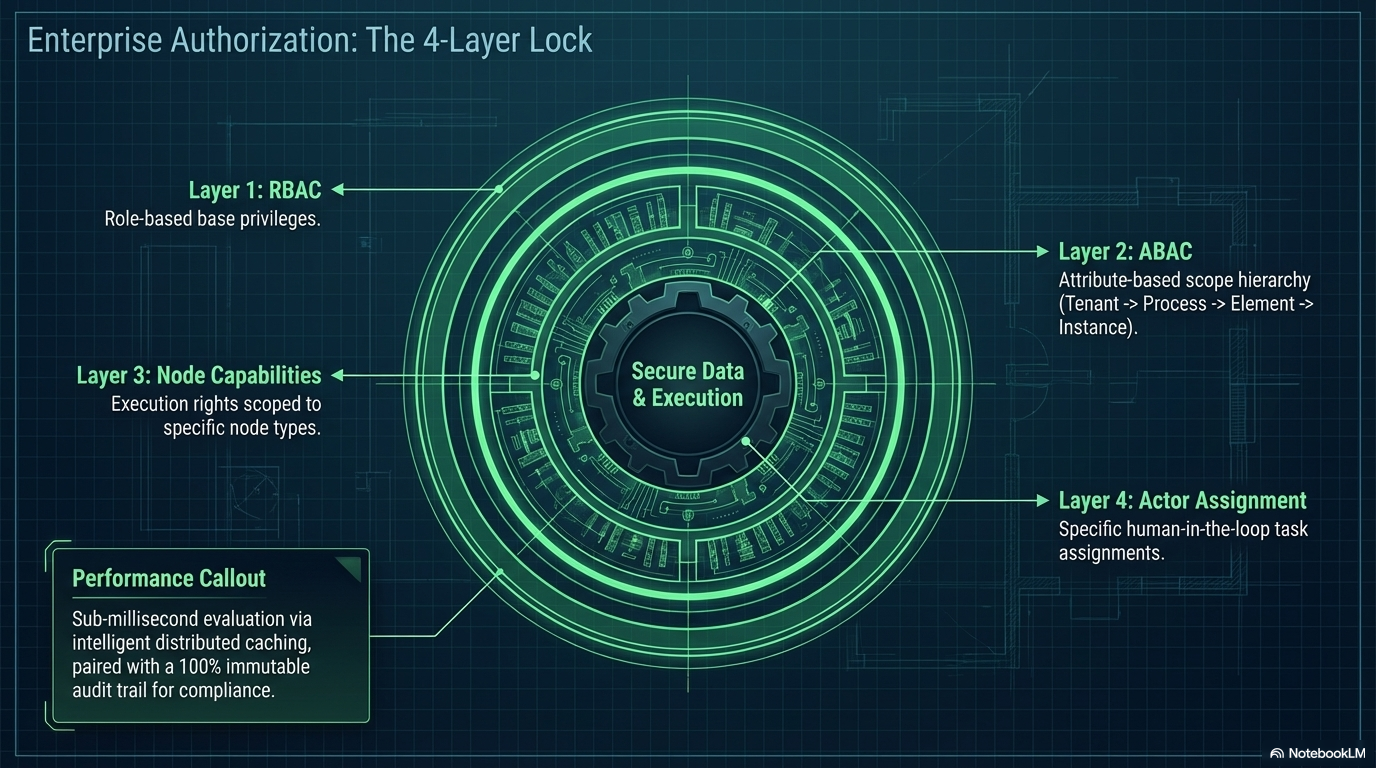 Enterprise Authorization: The 4-Layer Lock
Layer 1: RBAC
Role-based base privileges.
Layer 2: ABAC
Attribute-based scope hierarchy
(Tenant -> Process -> Element ->
Instance).
Layer 3: Node Capabilities
Execution rights scoped to
specific node types.
Secure Data
& Execution
Layer 4: Actor Assignment
Specific human-in-the-loop task
assignments.
Performance Callout
Sub-millisecond evaluation via
intelligent distributed caching,
paired with a 100% immutable
audit trail for compliance.
NotebookLM